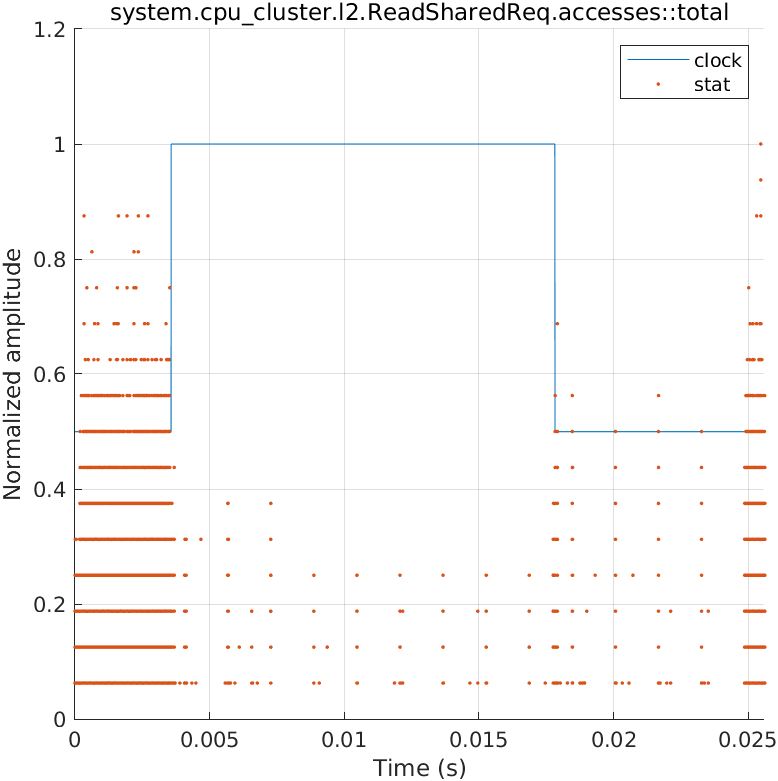 system.cpu_cluster.l2.ReadSharedReq.accesses::total
clock
stat
Normalized amplitude
1.2
1
0.8
0.6
0.4
0.2
0
0 0.005 0.01 0.015 0.02 0.025
Time (s)